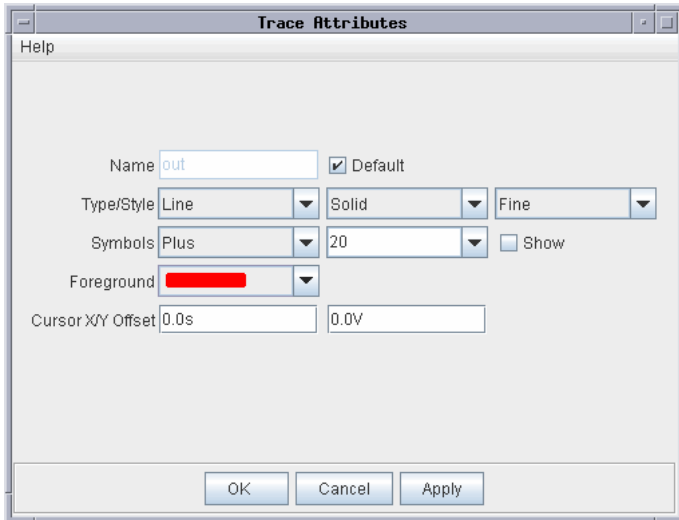 Trace Attributes
Help
Name out Default
Type/Style Line Solid Fine
Symbols Plus 20 Show
Foreground
Cursor X/Y Offset 0.0s 0.0V
OK Cancel Apply